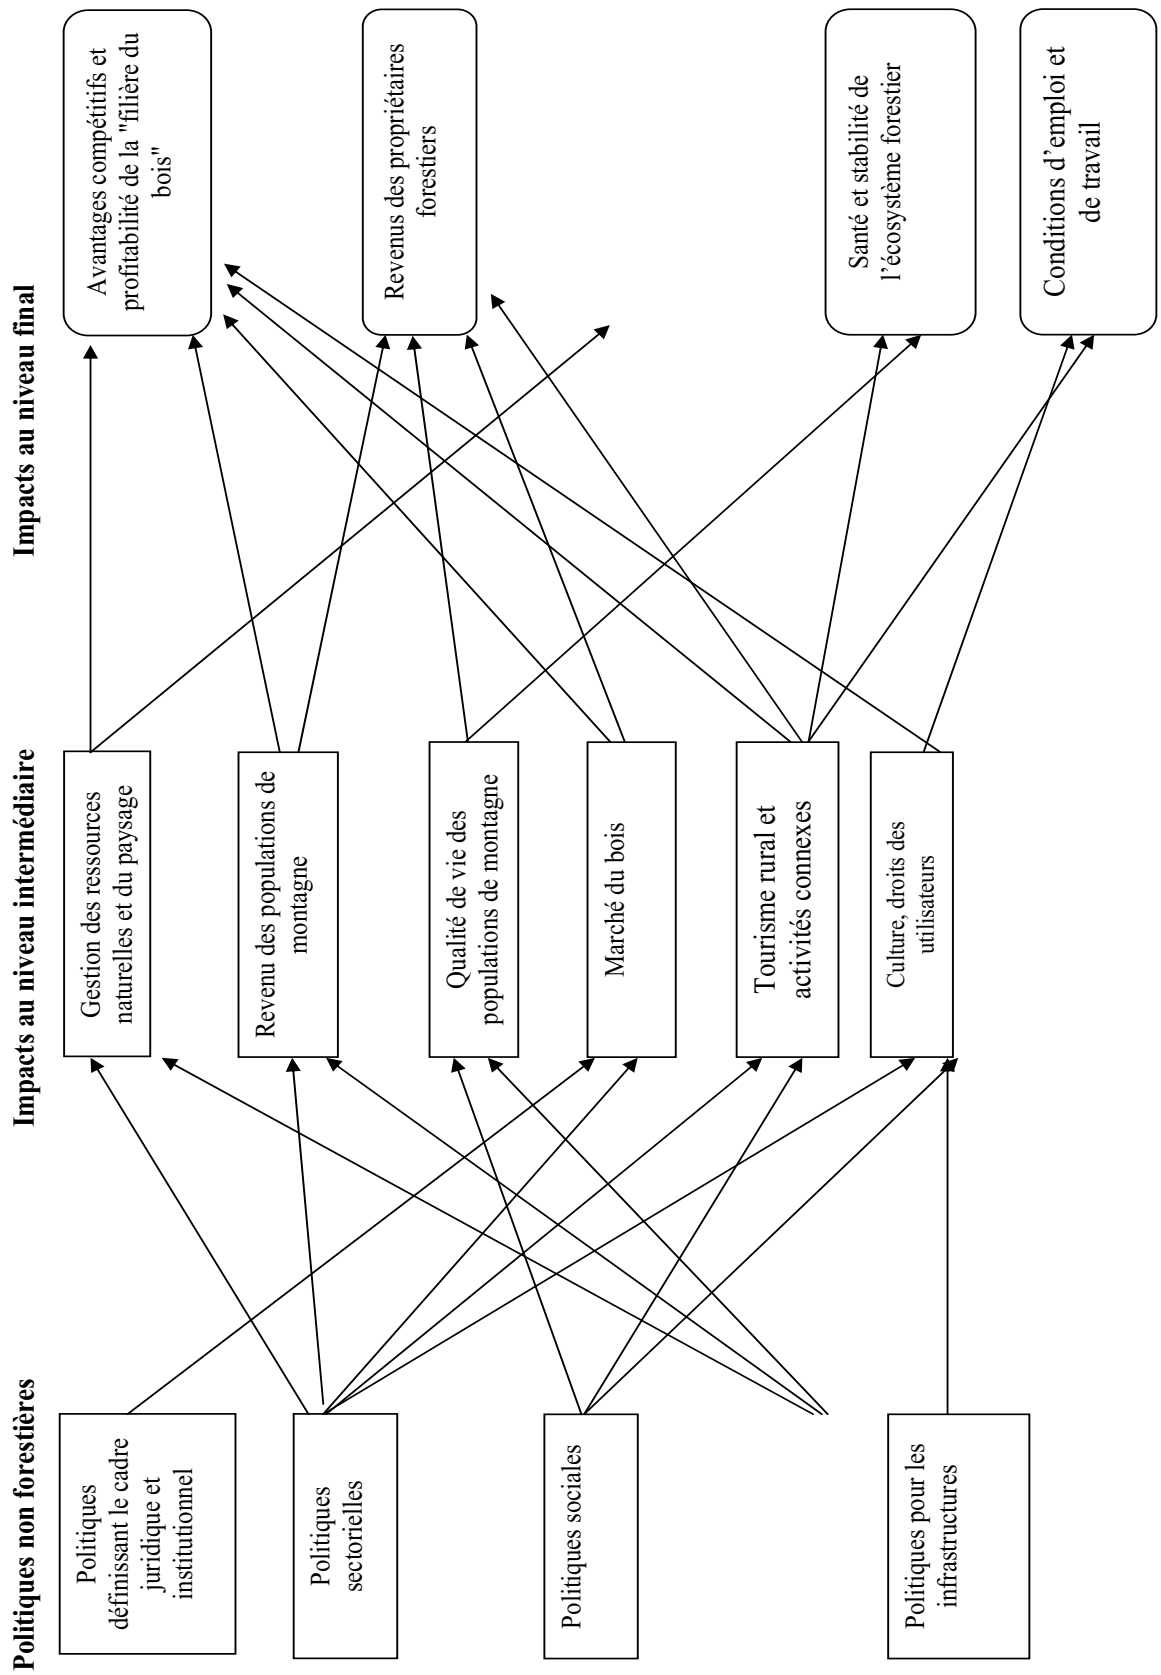 Politiques non forestières
Impacts au niveau intermédiaire
Impacts au niveau final
Politiques
définissant le cadre
juridique et
institutionnel
Politiques
sectorielles
Politiques sociales
Politiques pour les
infrastructures
Gestion des ressources
naturelles et du paysage
Revenu des populations de
montagne
Qualité de vie des
populations de montagne
Marché du bois
Tourisme rural et
activités connexes
Culture, droits des
utilisateurs
Avantages compétitifs et
profitabilité de la "filière du
bois"
Revenus des propriétaires
forestiers
Santé et stabilité de
l’écosystème forestier
Conditions d’emploi et
de travail